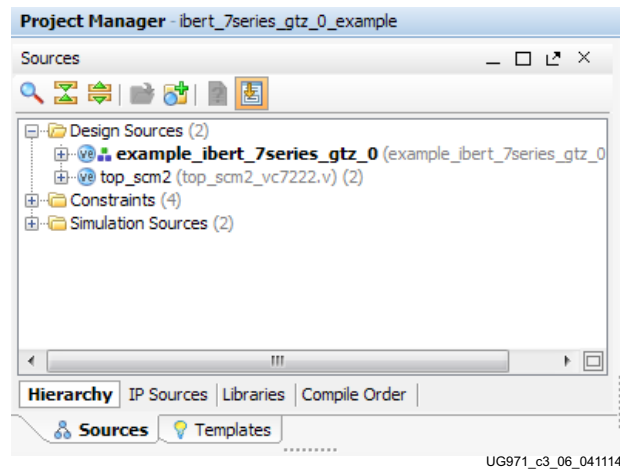 Project Manager - ibert_7series_gtz_0_example
Sources
Design Sources (2)
example_ibert_7series_gtz_0 (example_ibert_7series_gtz_0
top_scm2 (top_scm2_vc7222.v) (2)
Constraints (4)
Simulation Sources (2)
Hierarchy IP Sources Libraries Compile Order
Sources Templates
UG971_c3_06_041114